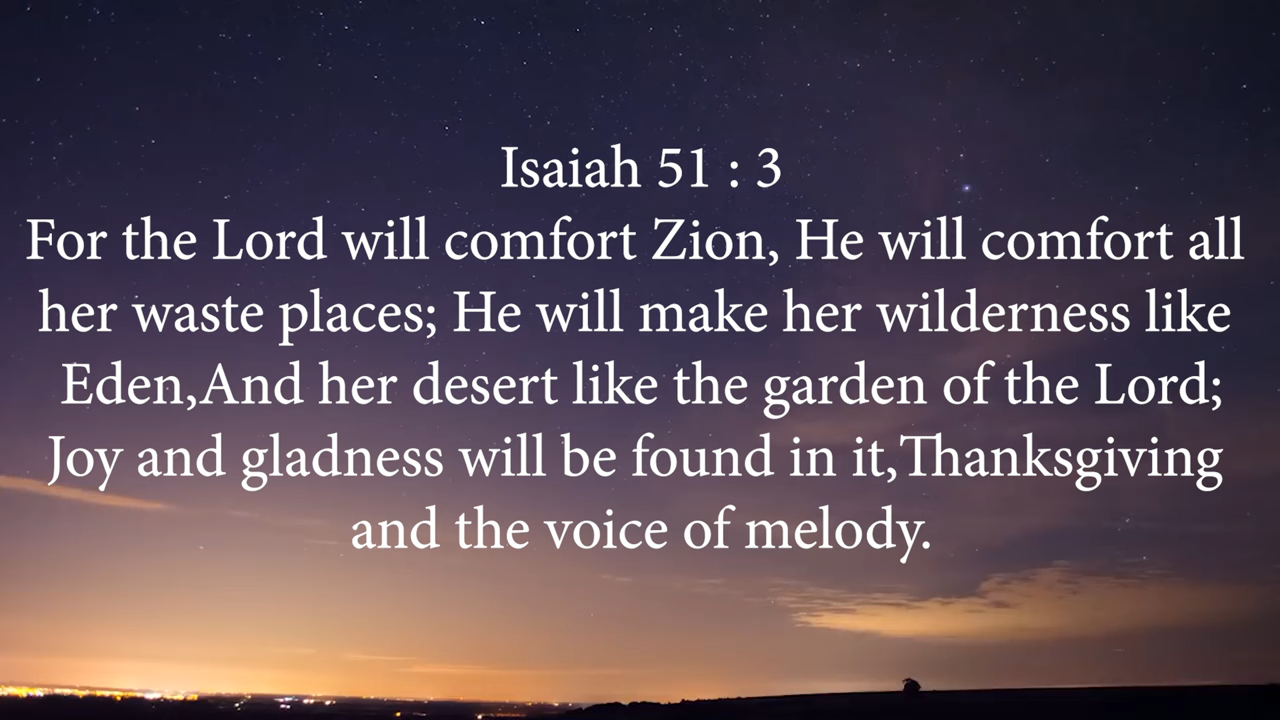 Isaiah 51 : 3
For the Lord will comfort Zion, He will comfort all
her waste places; He will make her wilderness like
Eden,And her desert like the garden of the Lord;
Joy and gladness will be found in it,Thanksgiving
and the voice of melody.